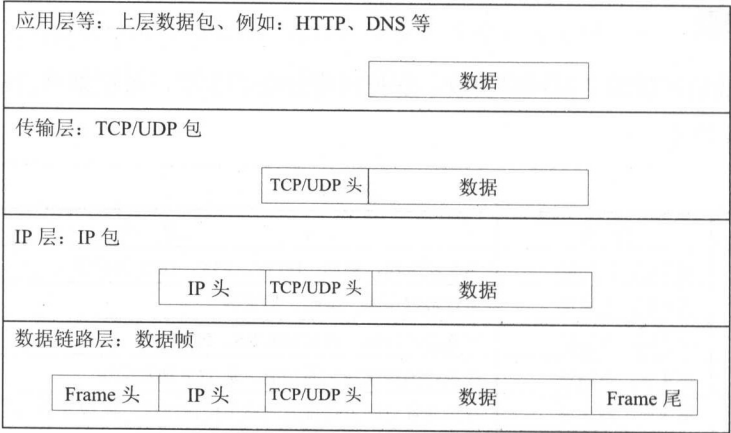 应用层等：上层数据包、例如：HTTP、DNS 等
数据
传输层：TCP/UDP 包
TCP/UDP 头 数据
IP 层：IP 包
IP 头 TCP/UDP 头 数据
数据链路层：数据帧
Frame 头 IP 头 TCP/UDP 头 数据 Frame 尾